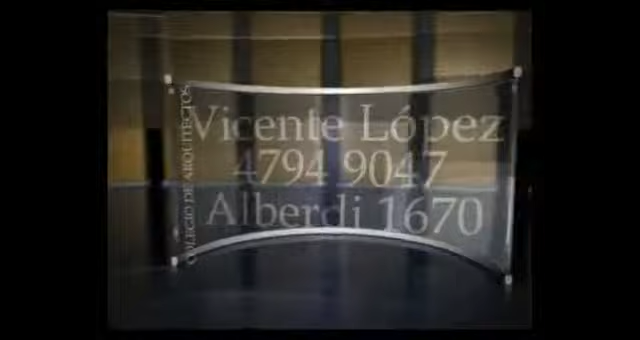 Vicente López
4794 9047
Alberdi 1670
COLEGIO DE ARQUITECTOS